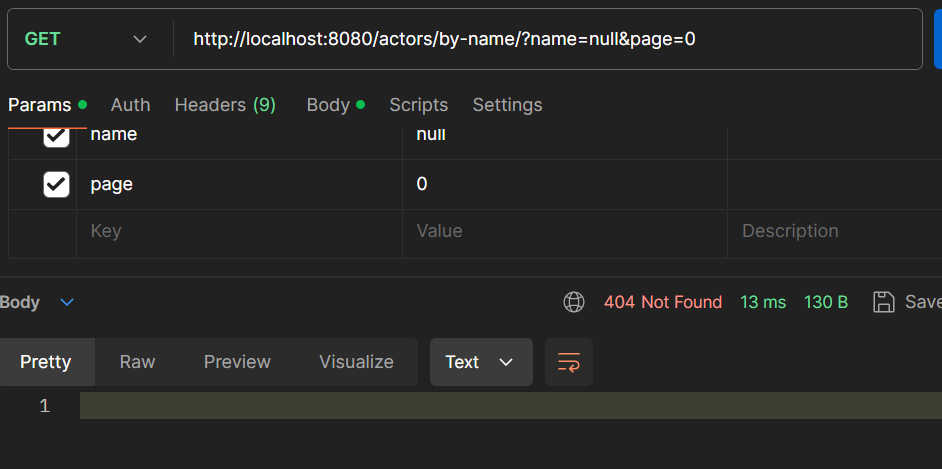 GET http://localhost:8080/actors/by-name/?name=null&page=0
Params Auth Headers (9) Body Scripts Settings
name null
page 0
Key Value Description
Body 404 Not Found 13 ms 130 B Save
Pretty Raw Preview Visualize Text
1